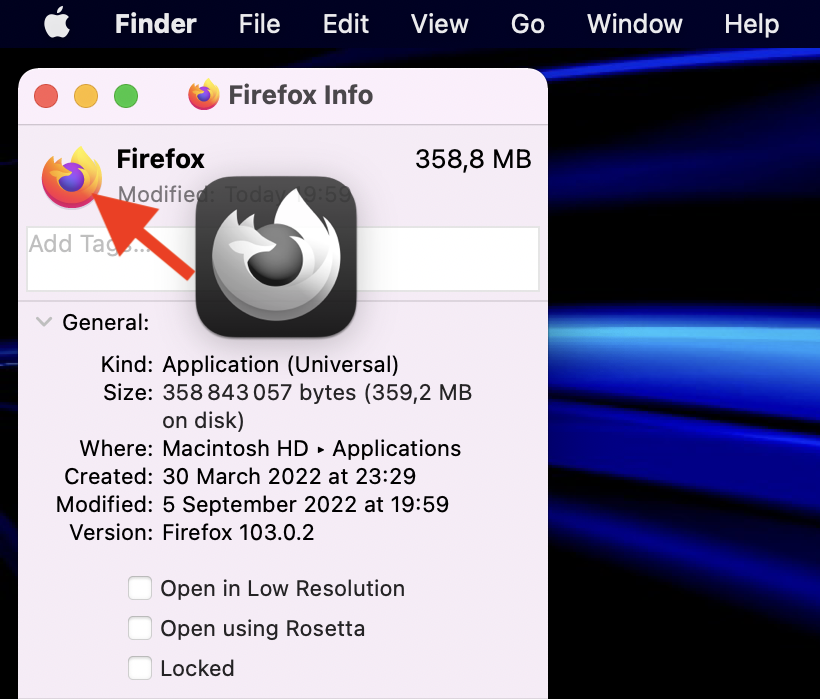 Finder File Edit View Go Window Help
Firefox Info
Firefox 358,8 MB
Modified: Today 19:59
Add Tags...
General:
Kind: Application (Universal)
Size: 358 843 057 bytes (359,2 MB
on disk)
Where: Macintosh HD ▸ Applications
Created: 30 March 2022 at 23:29
Modified: 5 September 2022 at 19:59
Version: Firefox 103.0.2
Open in Low Resolution
Open using Rosetta
Locked